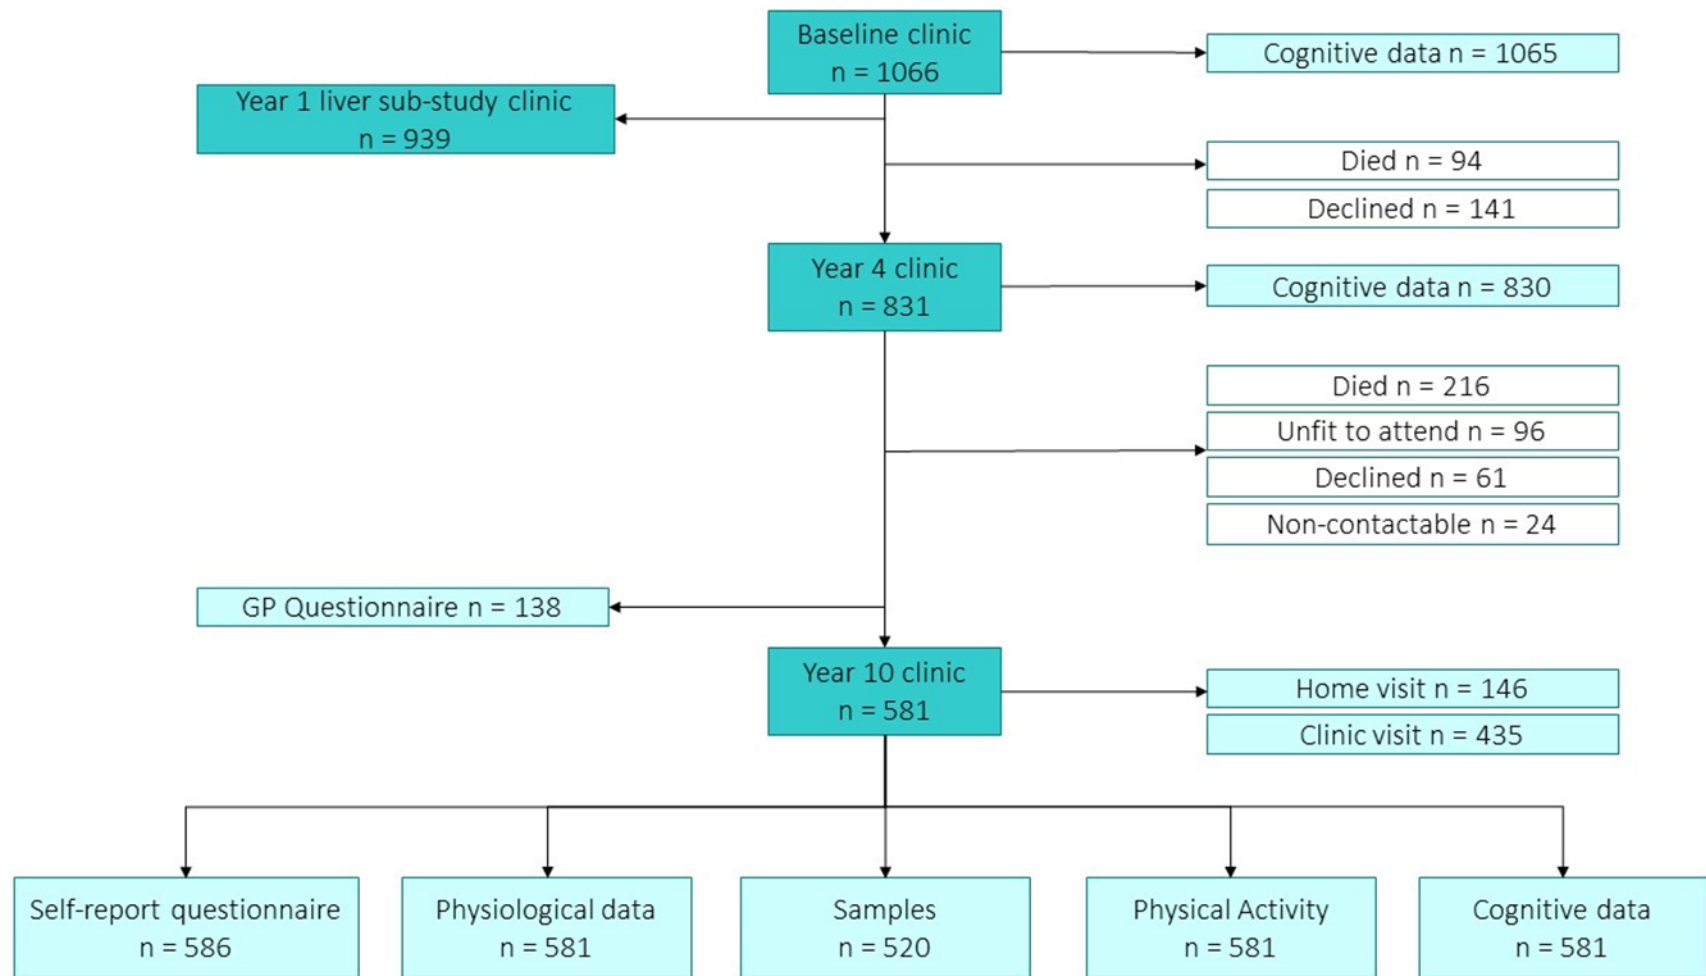 Baseline clinic
n = 1066
Cognitive data n = 1065
Year 1 liver sub-study clinic
n = 939
Died n = 94
Declined n = 141
Year 4 clinic
n = 831
Cognitive data n = 830
Died n = 216
Unfit to attend n = 96
Declined n = 61
Non-contactable n = 24
GP Questionnaire n = 138
Year 10 clinic
n = 581
Home visit n = 146
Clinic visit n = 435
Self-report questionnaire
n = 586
Physiological data
n = 581
Samples
n = 520
Physical Activity
n = 581
Cognitive data
n = 581